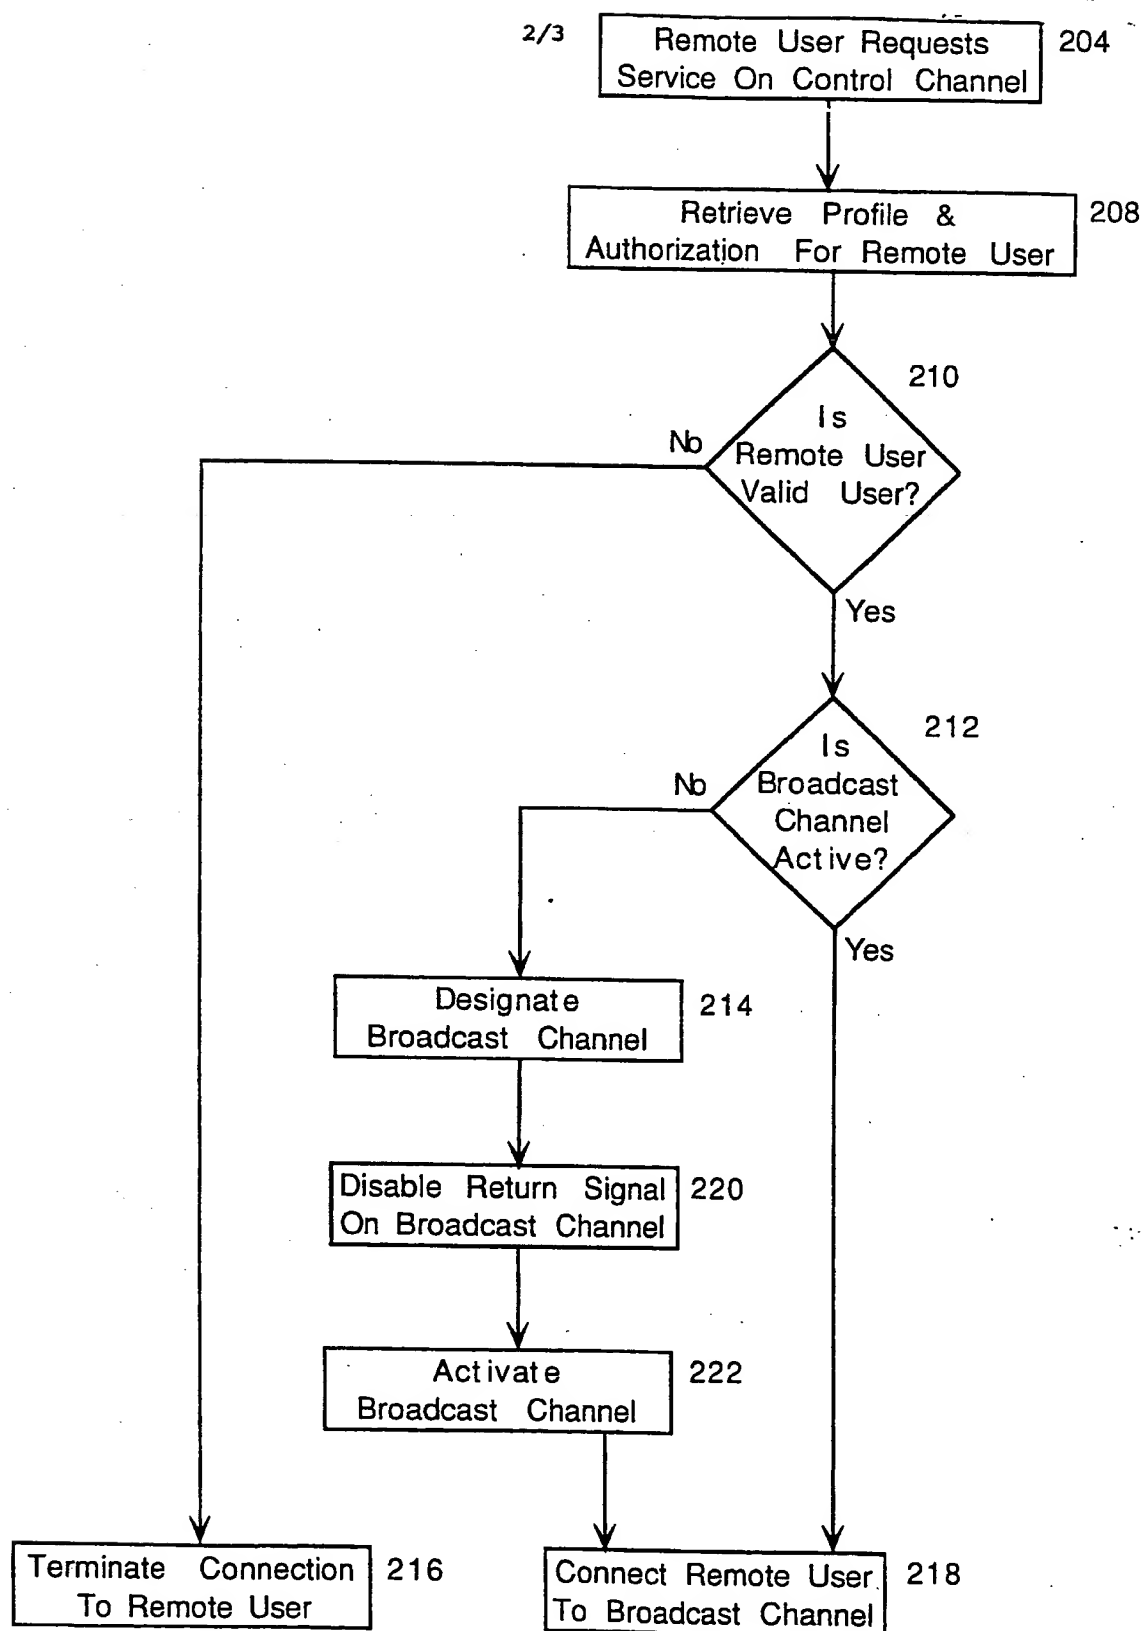 2/3
Remote User Requests
Service On Control Channel
204
Retrieve Profile &
Authorization For Remote User
208
210
Is
Remote User
Valid User?
No
Yes
212
Is
Broadcast
Channel
Active?
No
Yes
Designate
Broadcast Channel
214
Disable Return Signal
On Broadcast Channel
220
Activate
Broadcast Channel
222
Terminate Connection
To Remote User
216
Connect Remote User
To Broadcast Channel
218